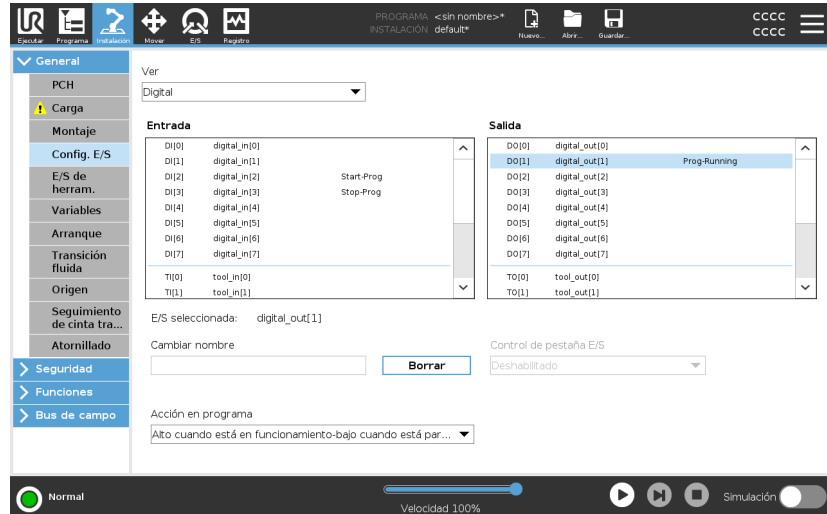 UR
PROGRAMA <sin nombre>*
INSTALACIÓN default*
cccc
cccc
Ejecutar Programa Instalación Mover E/S Registro Nuevo... Abrir... Guardar...
General
PCH
Carga
Montaje
Config. E/S
E/S de
herram.
Variables
Arranque
Transición
fluida
Origen
Seguimiento
de cinta tra...
Atornillado
Seguridad
Funciones
Bus de campo
Ver
Digital
Entrada
DI[0] digital_in[0]
DI[1] digital_in[1]
DI[2] digital_in[2] Start-Prog
DI[3] digital_in[3] Stop-Prog
DI[4] digital_in[4]
DI[5] digital_in[5]
DI[6] digital_in[6]
DI[7] digital_in[7]
TI[0] tool_in[0]
TI[1] tool_in[1]
Salida
DO[0] digital_out[0]
DO[1] digital_out[1] Prog-Running
DO[2] digital_out[2]
DO[3] digital_out[3]
DO[4] digital_out[4]
DO[5] digital_out[5]
DO[6] digital_out[6]
DO[7] digital_out[7]
TO[0] tool_out[0]
TO[1] tool_out[1]
E/S seleccionada: digital_out[1]
Cambiar nombre
Borrar
Control de pestaña E/S
Deshabilitado
Acción en programa
Alto cuando está en funcionamiento-bajo cuando está par...
Normal
Velocidad 100%
Simulación